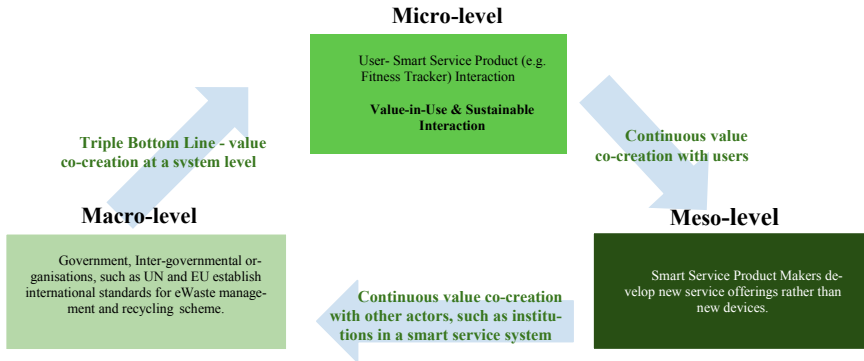 Micro-level
User- Smart Service Product (e.g.
Fitness Tracker) Interaction
Value-in-Use & Sustainable
Interaction
Triple Bottom Line - value
co-creation at a system level
Continuous value
co-creation with users
Macro-level
Government, Inter-governmental or-
ganisations, such as UN and EU establish
international standards for eWaste manage-
ment and recycling scheme.
Meso-level
Smart Service Product Makers de-
velop new service offerings rather than
new devices.
Continuous value co-creation
with other actors, such as institu-
tions in a smart service system